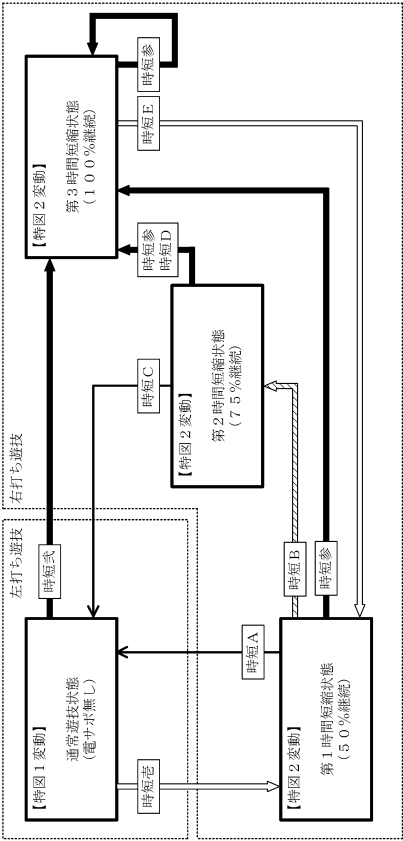 左打ち遊技
右打ち遊技
【特図１変動】
通常遊技状態
(電サポ無し)
時短弐
【特図２変動】
第３時間短縮状態
(１００％継続)
時短参
時短Ｅ
時短壱
時短Ａ
時短Ｃ
時短参
時短Ｄ
【特図２変動】
第２時間短縮状態
(７５％継続)
時短Ｂ
時短参
【特図２変動】
第１時間短縮状態
(５０％継続)